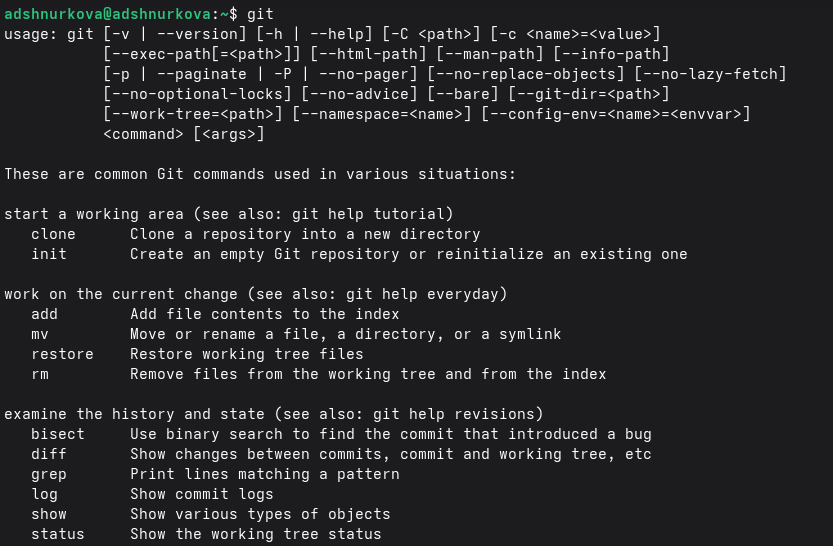 adshnurkova@adshnurkova:~$ git
usage: git [-v | --version] [-h | --help] [-C <path>] [-c <name>=<value>]
           [--exec-path[=<path>]] [--html-path] [--man-path] [--info-path]
           [-p | --paginate | -P | --no-pager] [--no-replace-objects] [--no-lazy-fetch]
           [--no-optional-locks] [--no-advice] [--bare] [--git-dir=<path>]
           [--work-tree=<path>] [--namespace=<name>] [--config-env=<name>=<envvar>]
           <command> [<args>]

These are common Git commands used in various situations:

start a working area (see also: git help tutorial)
   clone      Clone a repository into a new directory
   init       Create an empty Git repository or reinitialize an existing one

work on the current change (see also: git help everyday)
   add        Add file contents to the index
   mv         Move or rename a file, a directory, or a symlink
   restore    Restore working tree files
   rm         Remove files from the working tree and from the index

examine the history and state (see also: git help revisions)
   bisect     Use binary search to find the commit that introduced a bug
   diff       Show changes between commits, commit and working tree, etc
   grep       Print lines matching a pattern
   log        Show commit logs
   show       Show various types of objects
   status     Show the working tree status